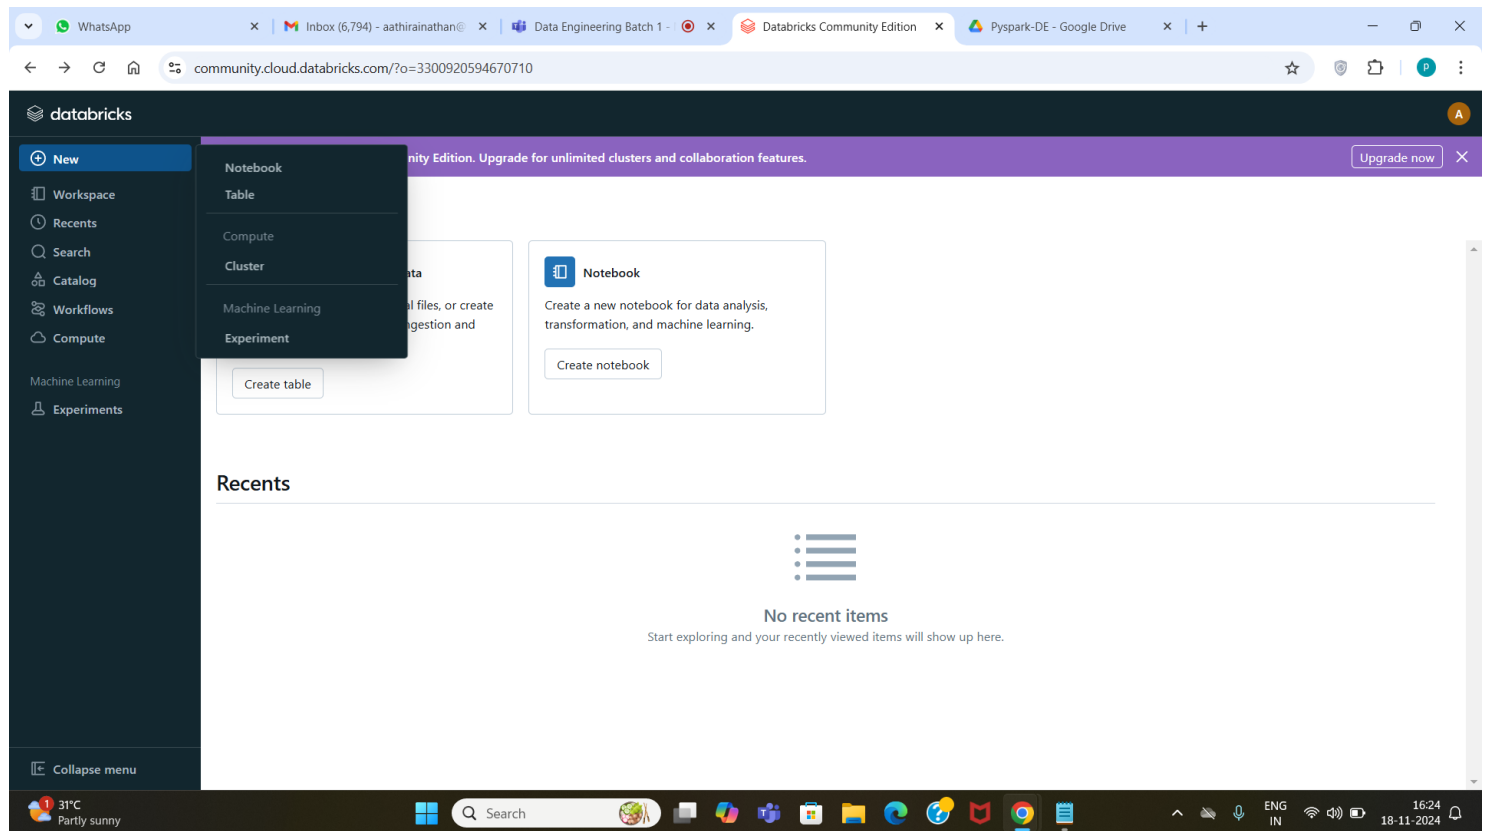 WhatsApp
Inbox (6,794) - aathirainathan@
Data Engineering Batch 1 -
Databricks Community Edition
Pyspark-DE - Google Drive
community.cloud.databricks.com/?o=3300920594670710
P
databricks
A
New
nity Edition. Upgrade for unlimited clusters and collaboration features.
Upgrade now
Notebook
Table
Compute
Cluster
Machine Learning
Experiment
Workspace
Recents
Search
Catalog
Workflows
Compute
Machine Learning
Experiments
Collapse menu
ata
al files, or create
ngestion and
Create table
Notebook
Create a new notebook for data analysis,
transformation, and machine learning.
Create notebook
Recents
No recent items
Start exploring and your recently viewed items will show up here.
1
31°C
Partly sunny
Search
ENG
IN
16:24
18-11-2024